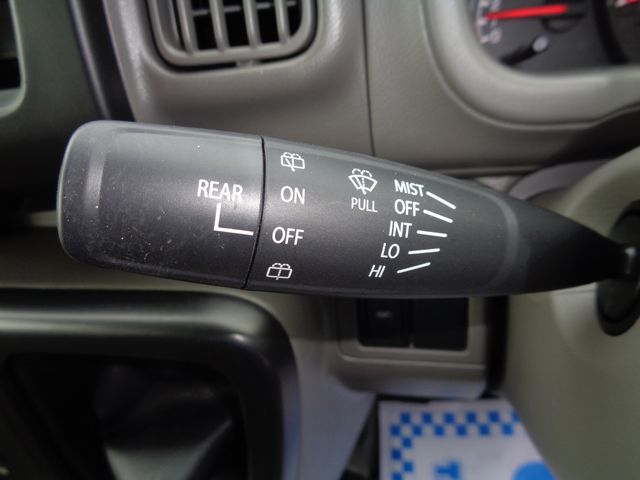 REAR
ON
OFF
PULL
MIST
OFF
INT
LO
HI